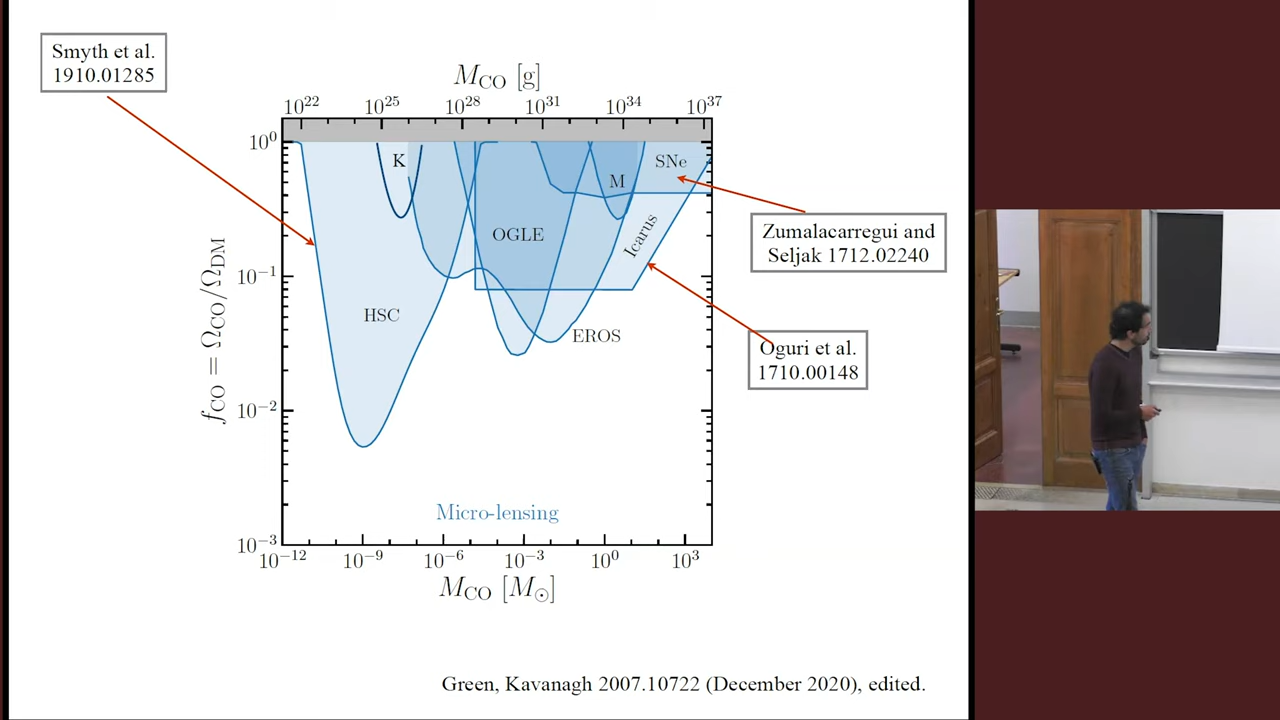 Smyth et al.
1910.01285
M_CO [g]
10^22 10^25 10^28 10^31 10^34 10^37
10^0
10^-1
10^-2
10^-3
f_CO = Ω_CO/Ω_DM
K
SNe
M
OGLE
Icarus
HSC
EROS
Micro-lensing
Zumalacarregui and
Seljak 1712.02240
Oguri et al.
1710.00148
10^-12 10^-9 10^-6 10^-3 10^0 10^3
M_CO [M_⊙]
Green, Kavanagh 2007.10722 (December 2020), edited.